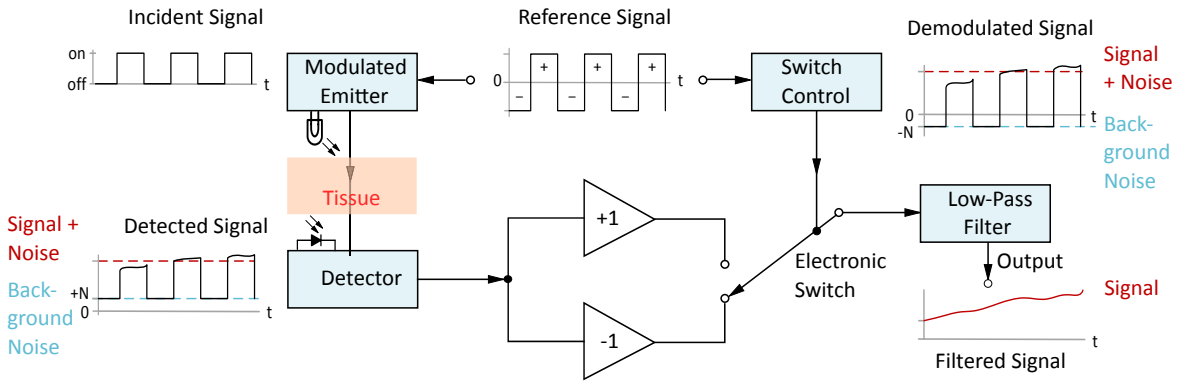 Incident Signal
on
off
t
Modulated
Emitter
Reference Signal
0
+ + +
– – –
t
Switch
Control
Demodulated Signal
Signal
+ Noise
0
-N
t
Back-
ground
Noise
Tissue
Detected Signal
Signal +
Noise
+N
Back-
ground
Noise
t
Detector
+1
-1
Electronic
Switch
Low-Pass
Filter
Output
Signal
t
Filtered Signal